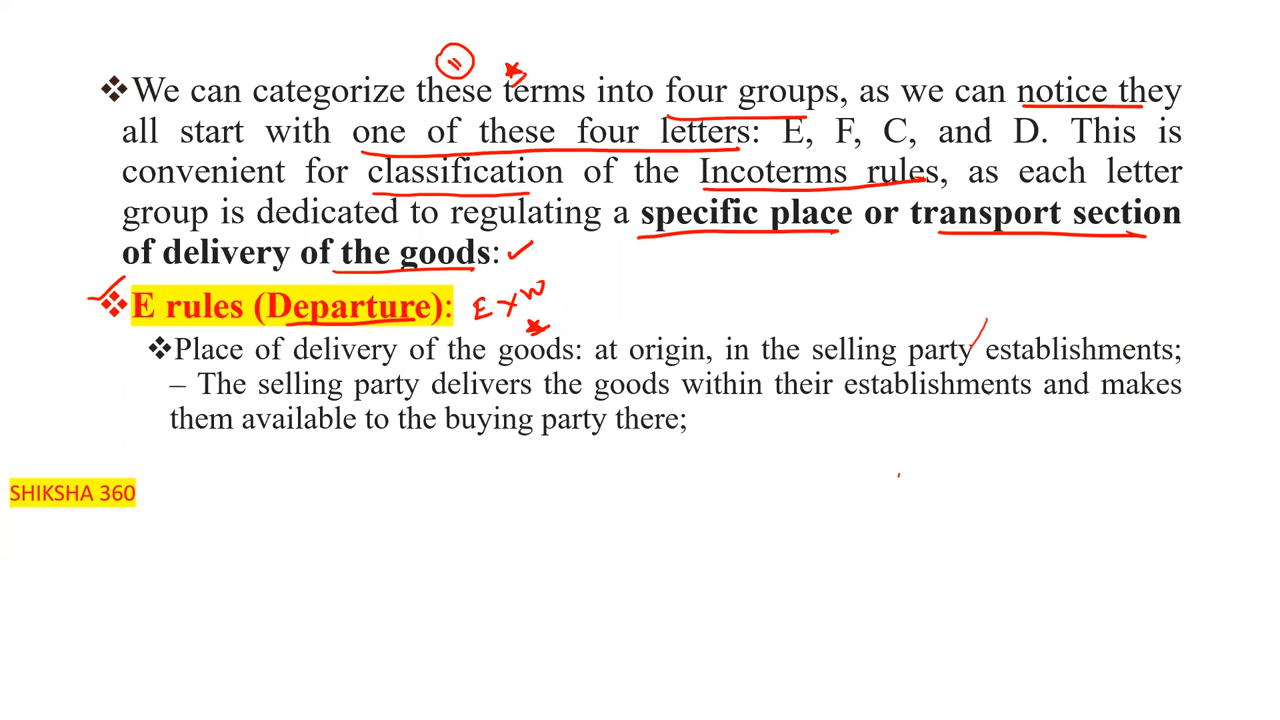 11
❖We can categorize these terms into four groups, as we can notice they
all start with one of these four letters: E, F, C, and D. This is
convenient for classification of the Incoterms rules, as each letter
group is dedicated to regulating a specific place or transport section
of delivery of the goods:
❖E rules (Departure): EXW
❖Place of delivery of the goods: at origin, in the selling party establishments;
– The selling party delivers the goods within their establishments and makes
them available to the buying party there;
SHIKSHA 360